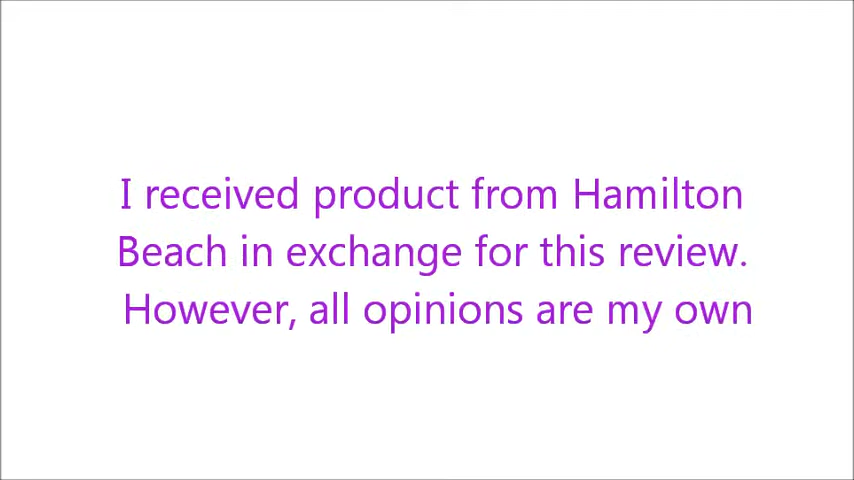 I received product from Hamilton
Beach in exchange for this review.
However, all opinions are my own